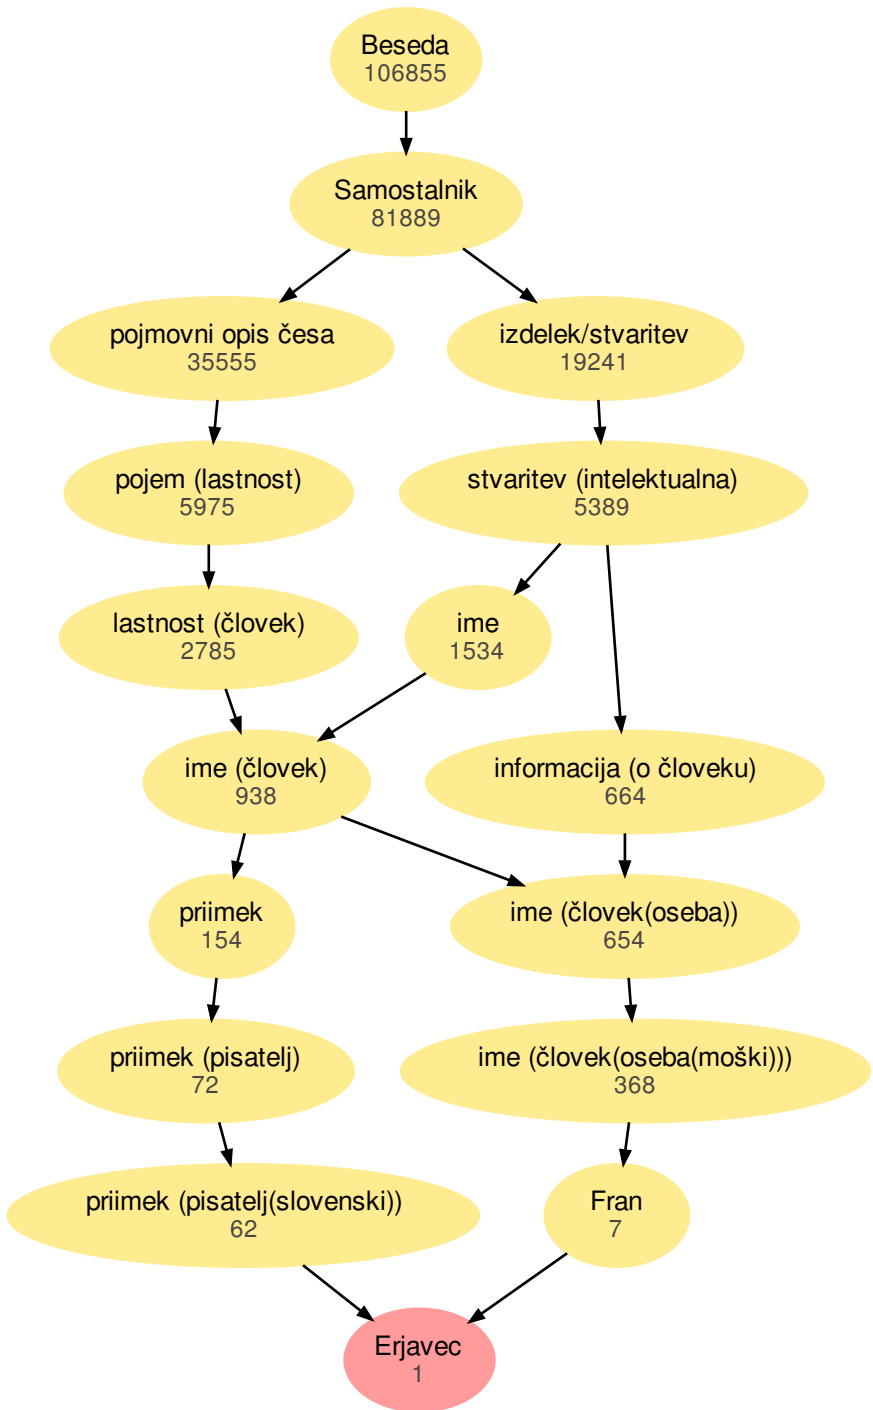 Beseda
106855
Samostalnik
81889
pojmovni opis česa
35555
izdelek/stvaritev
19241
pojem (lastnost)
5975
stvaritev (intelektualna)
5389
lastnost (človek)
2785
ime
1534
ime (človek)
938
informacija (o človeku)
664
priimek
154
ime (človek(oseba))
654
priimek (pisatelj)
72
ime (človek(oseba(moški)))
368
priimek (pisatelj(slovenski))
62
Fran
7
Erjavec
1